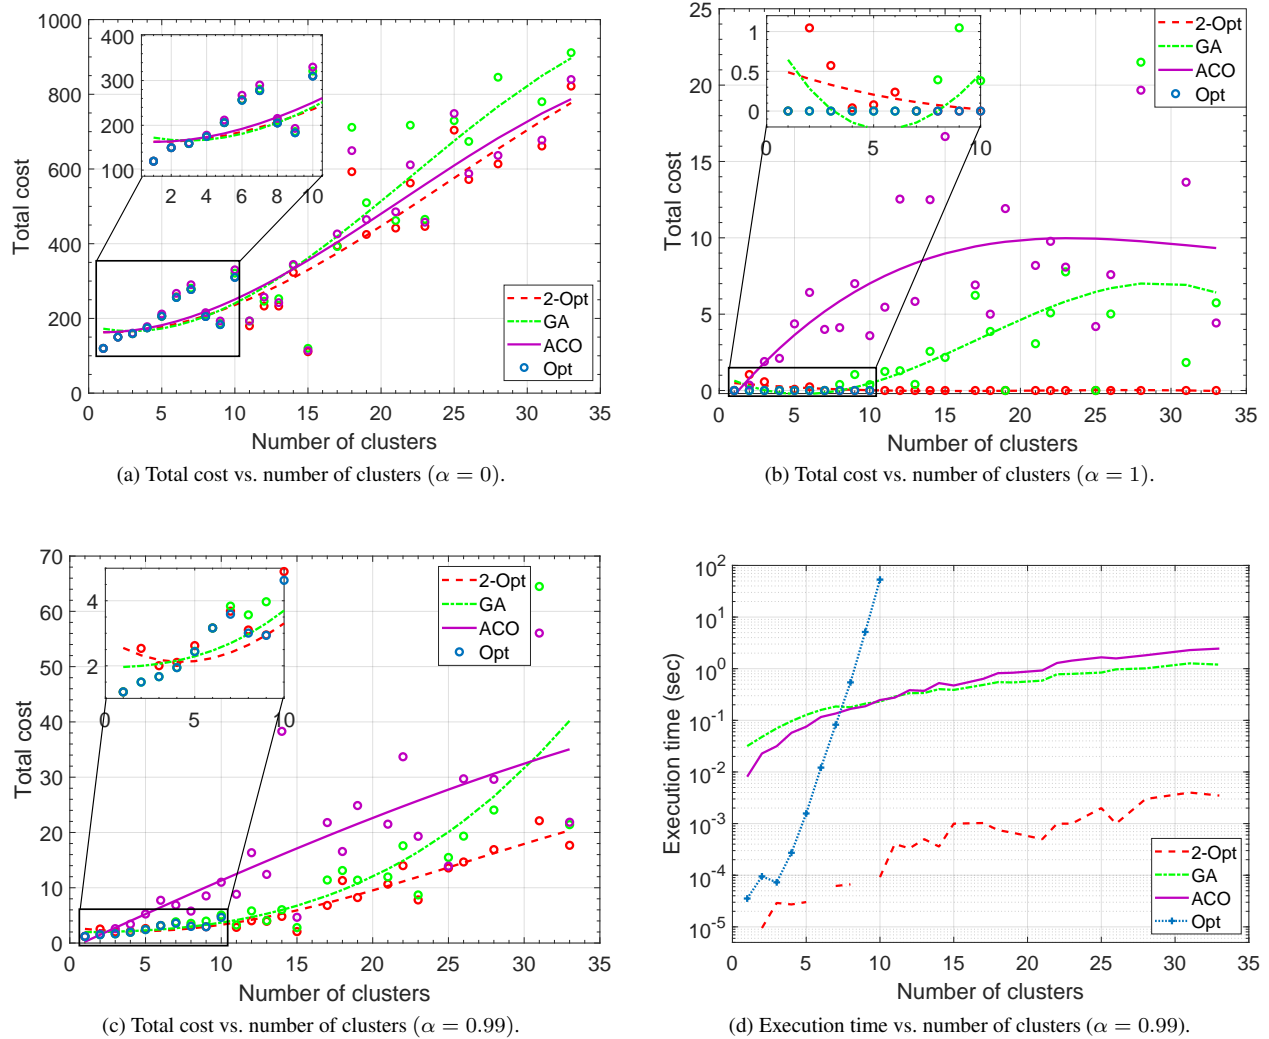 1000
800
600
400
200
0
Total cost
400
300
200
100
2 4 6 8 10
2-Opt
GA
ACO
Opt
0 5 10 15 20 25 30 35
Number of clusters
(a) Total cost vs. number of clusters (α = 0).
25
20
15
10
5
0
Total cost
1
0.5
0
0 5 10
2-Opt
GA
ACO
Opt
0 5 10 15 20 25 30 35 40 45
Number of clusters
(b) Total cost vs. number of clusters (α = 1).
70
60
50
40
30
20
10
0
Total cost
4
2
0 5 10
2-Opt
GA
ACO
Opt
0 5 10 15 20 25 30 35
Number of clusters
(c) Total cost vs. number of clusters (α = 0.99).
10^2
10^1
10^0
10^-1
10^-2
10^-3
10^-4
10^-5
Execution time (sec)
2-Opt
GA
ACO
Opt
0 5 10 15 20 25 30 35
Number of clusters
(d) Execution time vs. number of clusters (α = 0.99).